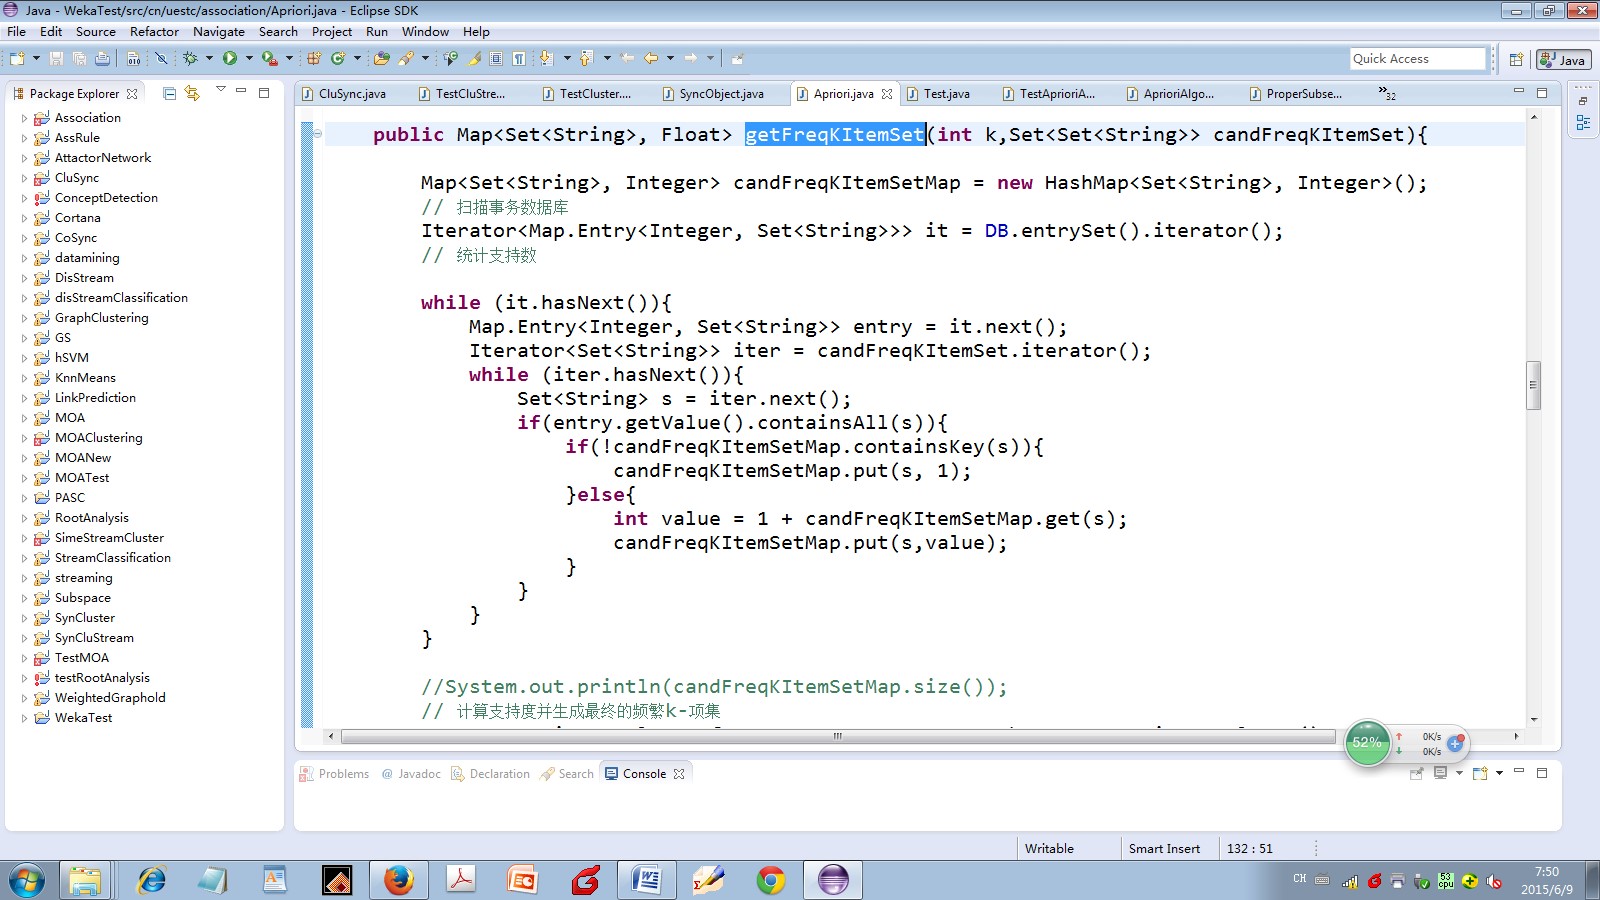 Java - WekaTest/src/cn/uestc/association/Apriori.java - Eclipse SDK
File Edit Source Refactor Navigate Search Project Run Window Help
Quick Access
Java
Package Explorer
CluSync.java TestCluStre... TestCluster.... SyncObject.java Apriori.java Test.java TestAprioriA... AprioriAlgo... ProperSubse... »32
Association
AssRule
AttactorNetwork
CluSync
ConceptDetection
Cortana
CoSync
datamining
DisStream
disStreamClassification
GraphClustering
GS
hSVM
KnnMeans
LinkPrediction
MOA
MOAClustering
MOANew
MOATest
PASC
RootAnalysis
SimeStreamCluster
StreamClassification
streaming
Subspace
SynCluster
SynCluStream
TestMOA
testRootAnalysis
WeightedGraphold
WekaTest
public Map<Set<String>, Float> getFreqKItemSet(int k,Set<Set<String>> candFreqKItemSet){
Map<Set<String>, Integer> candFreqKItemSetMap = new HashMap<Set<String>, Integer>();
// 扫描事务数据库
Iterator<Map.Entry<Integer, Set<String>>> it = DB.entrySet().iterator();
// 统计支持数
while (it.hasNext()){
Map.Entry<Integer, Set<String>> entry = it.next();
Iterator<Set<String>> iter = candFreqKItemSet.iterator();
while (iter.hasNext()){
Set<String> s = iter.next();
if(entry.getValue().containsAll(s)){
if(!candFreqKItemSetMap.containsKey(s)){
candFreqKItemSetMap.put(s, 1);
}else{
int value = 1 + candFreqKItemSetMap.get(s);
candFreqKItemSetMap.put(s,value);
}
}
}
}
//System.out.println(candFreqKItemSetMap.size());
// 计算支持度并生成最终的频繁k-项集
52%
0K/s
0K/s
Problems @ Javadoc Declaration Search Console
Writable Smart Insert 132 : 51
CH
53
cpu
7:50
2015/6/9